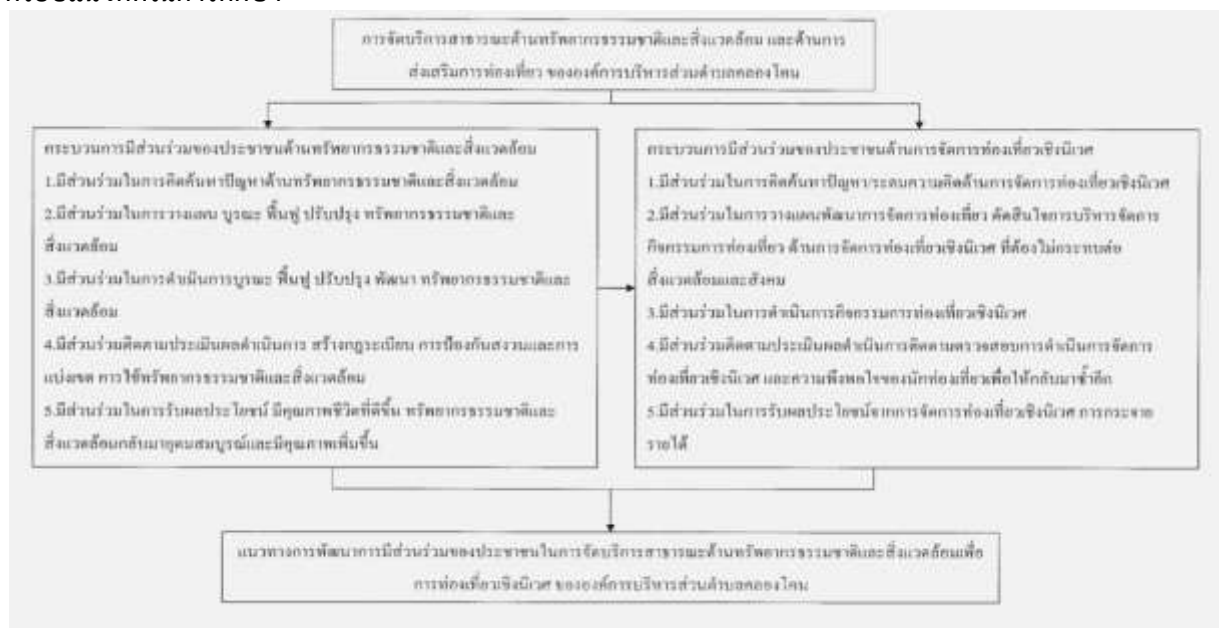 การจัดบริการสาธารณะด้านทรัพยากรธรรมชาติและสิ่งแวดล้อม และด้านการ
ส่งเสริมการท่องเที่ยว ขององค์การบริหารส่วนตำบลคลองโคน
กระบวนการมีส่วนร่วมของประชาชนด้านทรัพยากรธรรมชาติและสิ่งแวดล้อม
1.มีส่วนร่วมในการคิดค้นหาปัญหาด้านทรัพยากรธรรมชาติและสิ่งแวดล้อม
2.มีส่วนร่วมในการวางแผน บูรณะ ฟื้นฟู ปรับปรุง ทรัพยากรธรรมชาติและ
สิ่งแวดล้อม
3.มีส่วนร่วมในการดำเนินการบูรณะ ฟื้นฟู ปรับปรุง พัฒนา ทรัพยากรธรรมชาติและ
สิ่งแวดล้อม
4.มีส่วนร่วมติดตามประเมินผลดำเนินการ สร้างกฎระเบียบ การป้องกันสงวนและการ
แบ่งเขต การใช้ทรัพยากรธรรมชาติและสิ่งแวดล้อม
5.มีส่วนร่วมในการรับผลประโยชน์ มีคุณภาพชีวิตที่ดีขึ้น ทรัพยากรธรรมชาติและ
สิ่งแวดล้อมกลับมาอุดมสมบูรณ์และมีคุณภาพเพิ่มขึ้น
กระบวนการมีส่วนร่วมของประชาชนด้านการจัดการท่องเที่ยวเชิงนิเวศ
1.มีส่วนร่วมในการคิดค้นหาปัญหา/ระดมความคิดด้านการจัดการท่องเที่ยวเชิงนิเวศ
2.มีส่วนร่วมในการวางแผนพัฒนาการจัดการท่องเที่ยว ตัดสินใจการบริหารจัดการ
กิจกรรมการท่องเที่ยว ด้านการจัดการท่องเที่ยวเชิงนิเวศ ที่ต้องไม่กระทบต่อ
สิ่งแวดล้อมและสังคม
3.มีส่วนร่วมในการดำเนินการกิจกรรมการท่องเที่ยวเชิงนิเวศ
4.มีส่วนร่วมติดตามประเมินผลดำเนินการติดตามตรวจสอบการดำเนินการจัดการ
ท่องเที่ยวเชิงนิเวศ และความพึงพอใจของนักท่องเที่ยวเพื่อให้กลับมาซ้ำอีก
5.มีส่วนร่วมในการรับผลประโยชน์จากการจัดการท่องเที่ยวเชิงนิเวศ การกระจาย
รายได้
แนวทางการพัฒนาการมีส่วนร่วมของประชาชนในการจัดบริการสาธารณะด้านทรัพยากรธรรมชาติและสิ่งแวดล้อมเพื่อ
การท่องเที่ยวเชิงนิเวศ ขององค์การบริหารส่วนตำบลคลองโคน